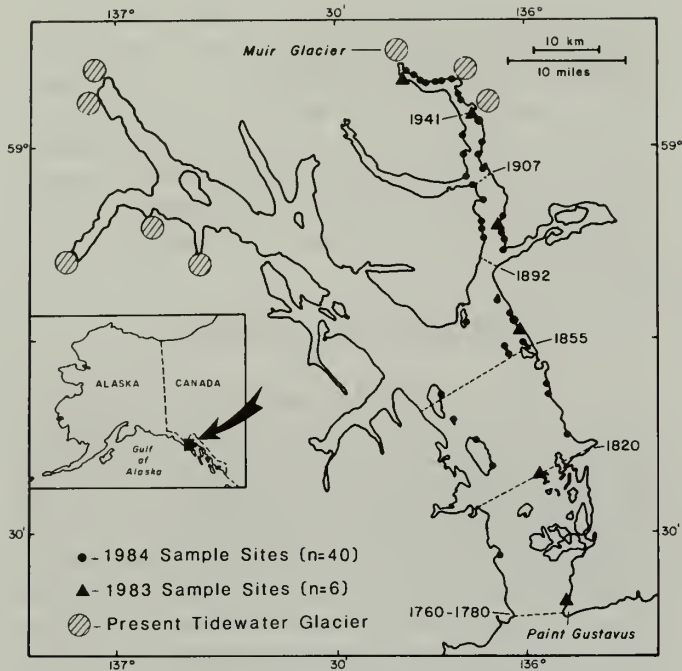 137° 30' 136°
Muir Glacier
10 km
10 miles
1941
59° 59°
1907
1892
1855
ALASKA CANADA
Gulf
of
Alaska
1820
30' 30'
• - 1984 Sample Sites (n=40)
▲ - 1983 Sample Sites (n=6)
- Present Tidewater Glacier
1760-1780
Paint Gustavus
137° 30' 136°